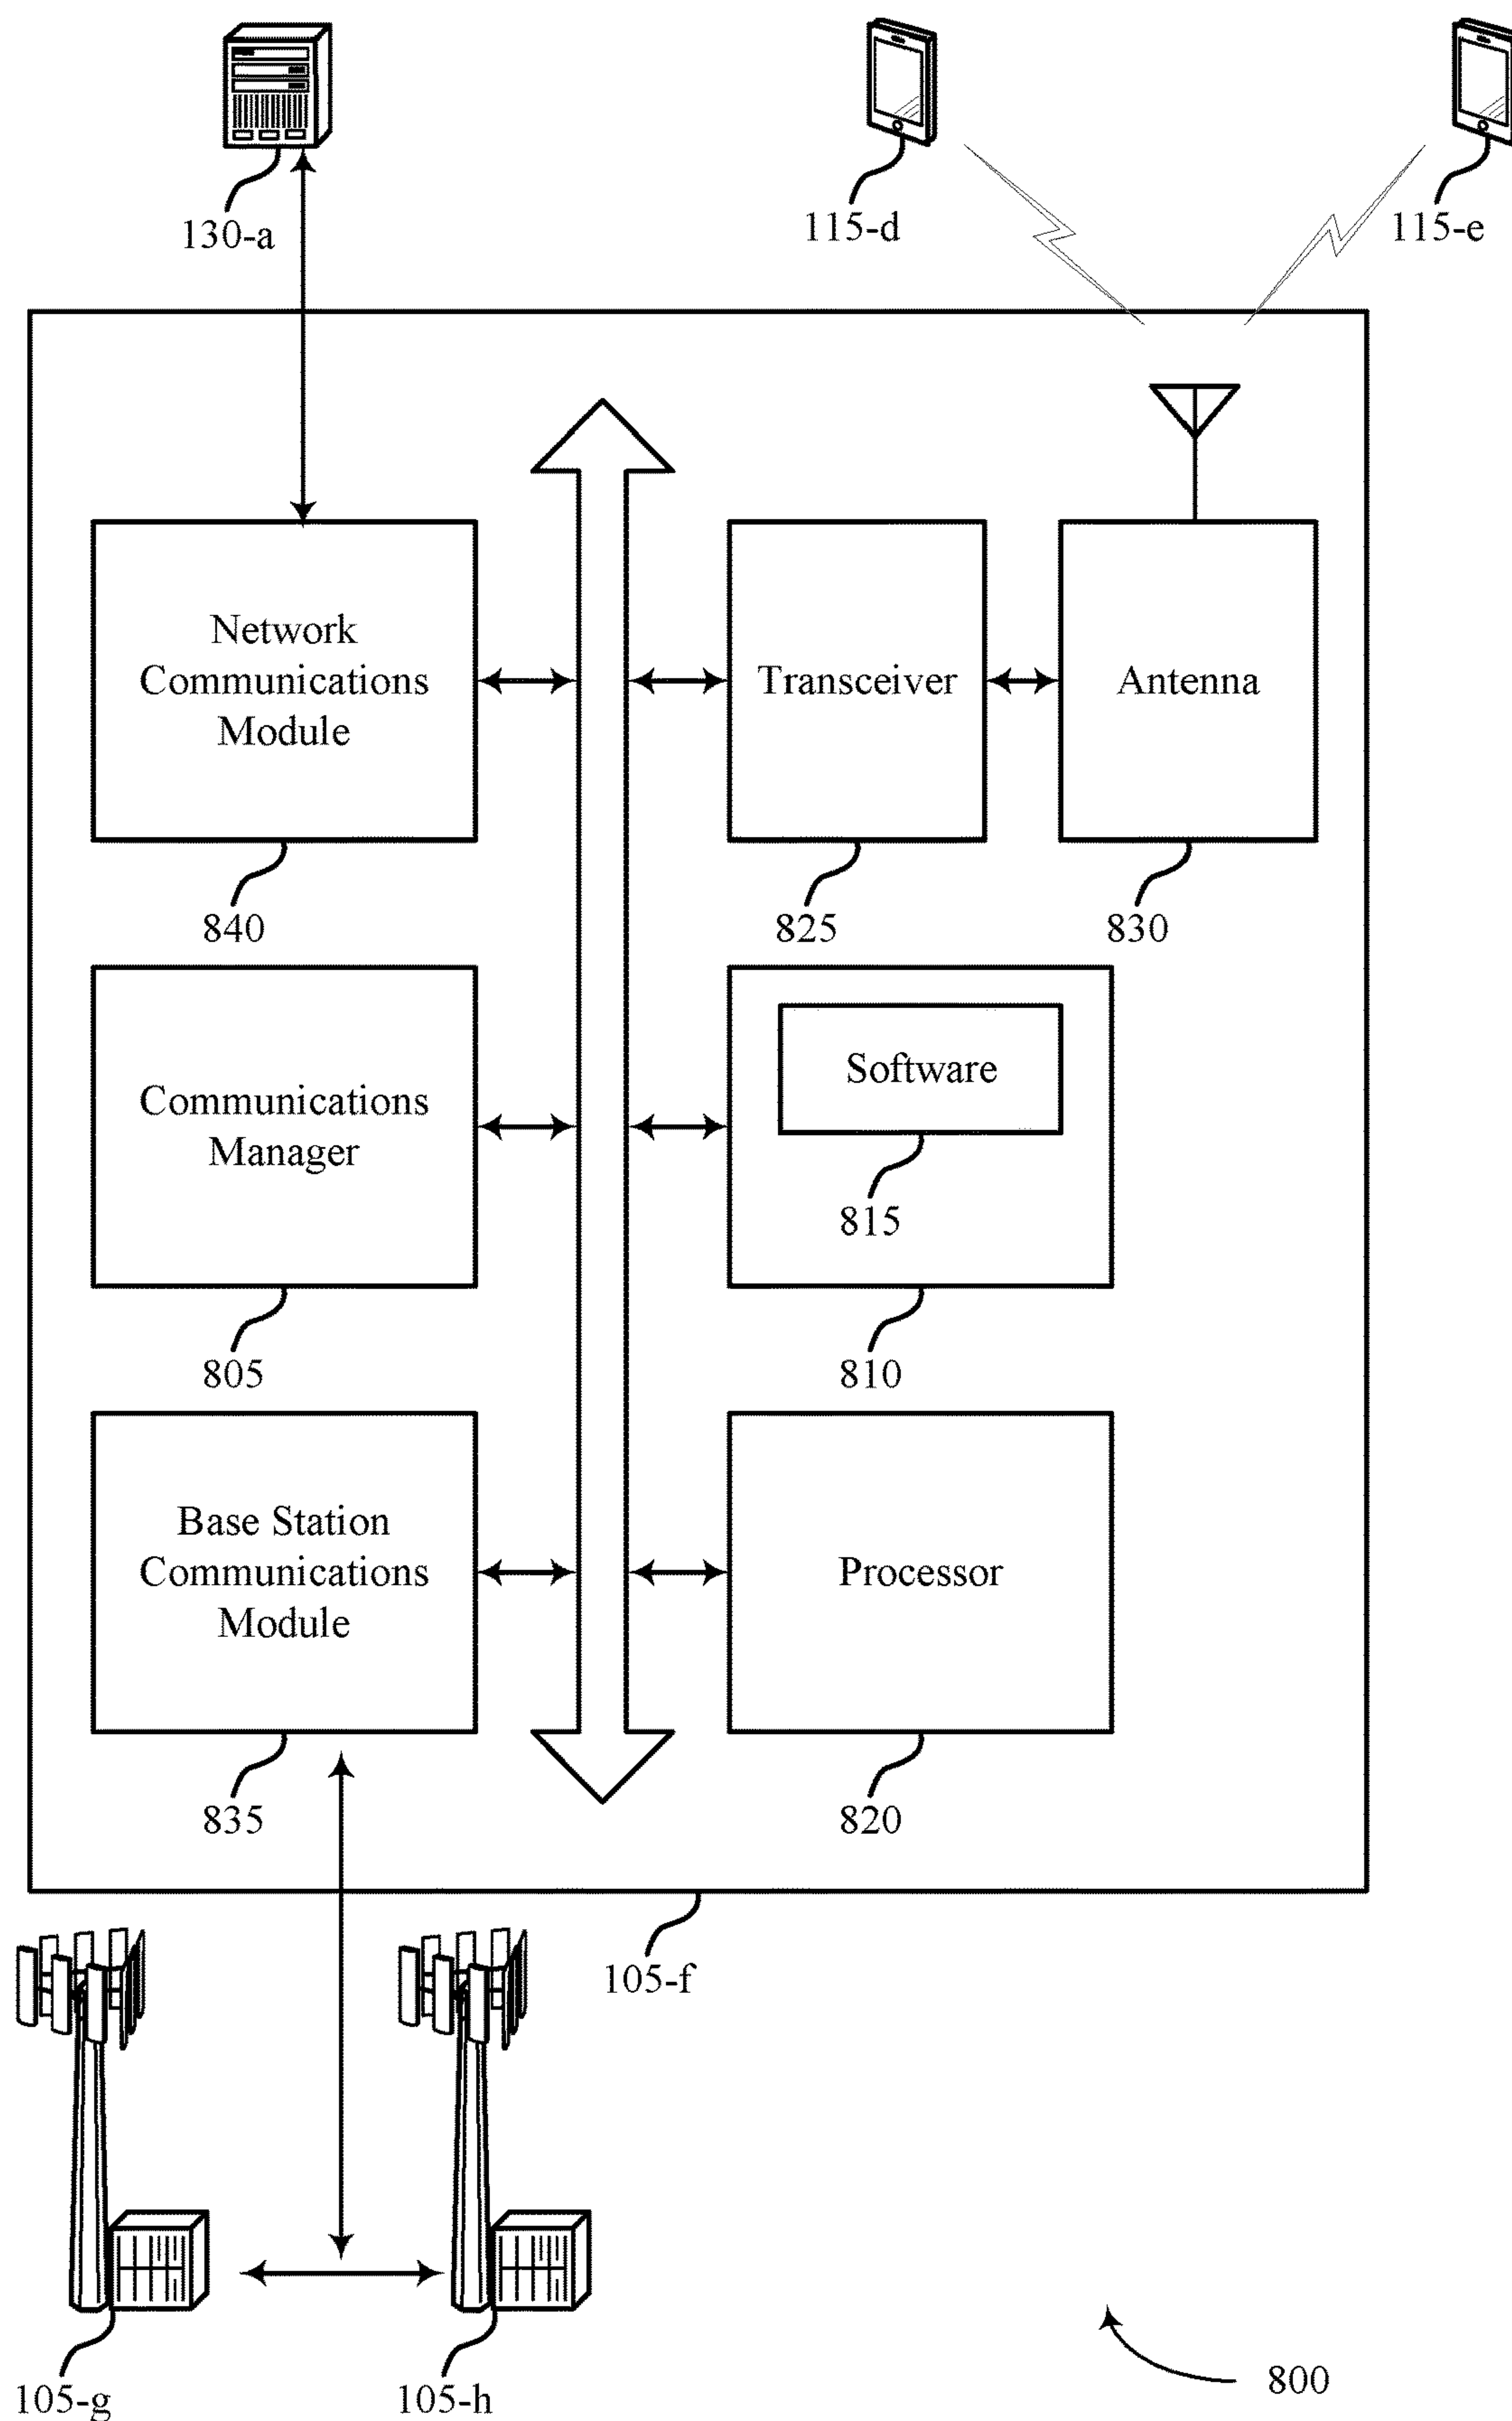 130-a
115-d
115-e
Network
Communications
Module
Transceiver
Antenna
840
825
830
Communications
Manager
Software
815
805
810
Base Station
Communications
Module
Processor
835
820
105-f
105-g
105-h
800